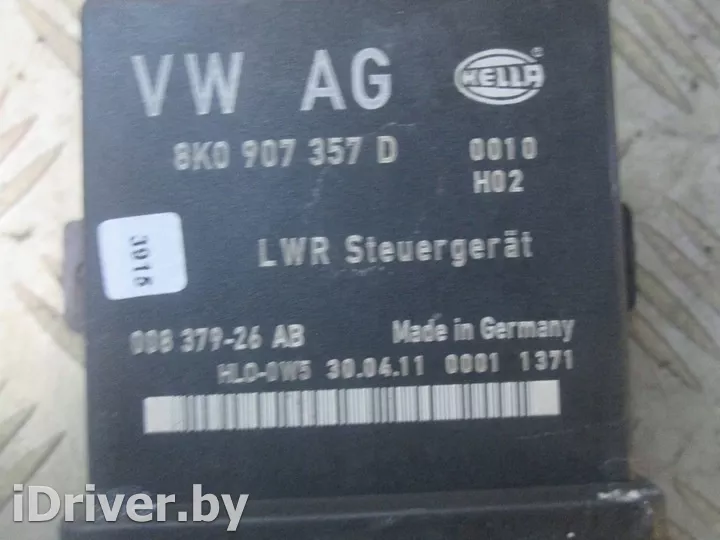 VW AG HELLA
8K0 907 357 D 0010
H02
3915
LWR Steuergerät
008 379-26 AB Made in Germany
HLO-0W5 30.04.11 0001 1371
iDriver.by